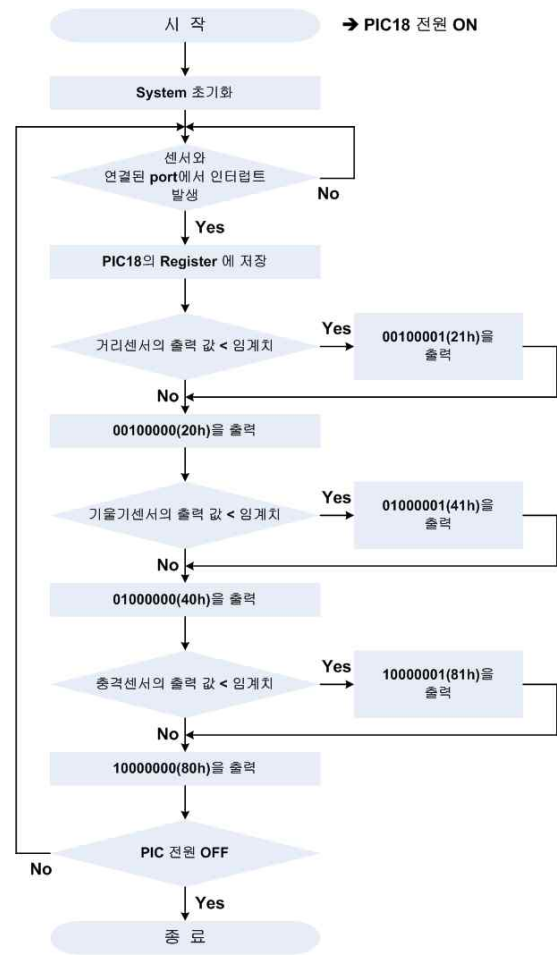 시 작
➔ PIC18 전원 ON
System 초기화
센서와
연결된 port에서 인터럽트
발생
No
Yes
PIC18의 Register 에 저장
거리센서의 출력 값 < 임계치
Yes
00100001(21h)을
출력
No
00100000(20h)을 출력
기울기센서의 출력 값 < 임계치
Yes
01000001(41h)을
출력
No
01000000(40h)을 출력
충격센서의 출력 값 < 임계치
Yes
10000001(81h)을
출력
No
10000000(80h)을 출력
PIC 전원 OFF
No
Yes
종 료